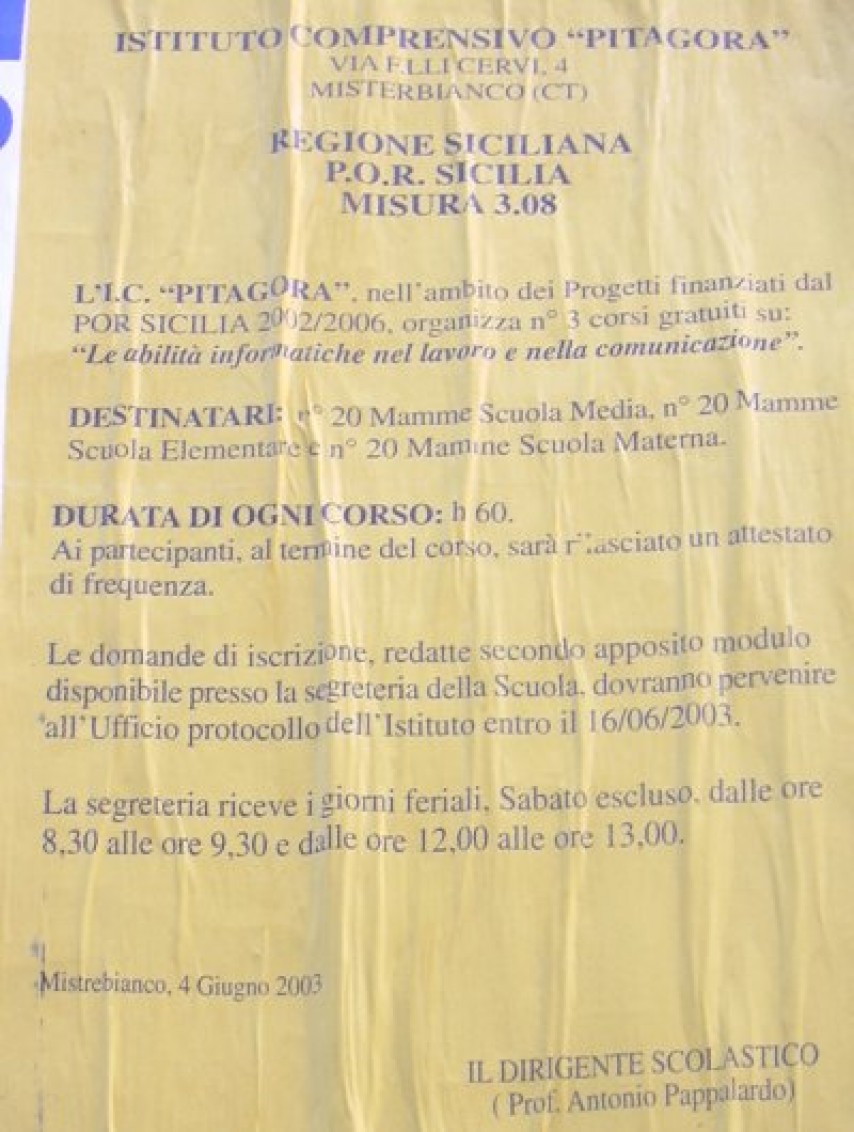 ISTITUTO COMPRENSIVO “PITAGORA”
VIA F.LLI CERVI, 4
MISTERBIANCO (CT)
REGIONE SICILIANA
P.O.R. SICILIA
MISURA 3.08
L’I.C. “PITAGORA”, nell’ambito dei Progetti finanziati dal
POR SICILIA 2002/2006, organizza n° 3 corsi gratuiti su:
“Le abilità informatiche nel lavoro e nella comunicazione”.
DESTINATARI: n° 20 Mamme Scuola Media, n° 20 Mamme
Scuola Elementare e n° 20 Mamme Scuola Materna.
DURATA DI OGNI CORSO: h 60.
Ai partecipanti, al termine del corso, sarà rilasciato un attestato
di frequenza.
Le domande di iscrizione, redatte secondo apposito modulo
disponibile presso la segreteria della Scuola, dovranno pervenire
all’Ufficio protocollo dell’Istituto entro il 16/06/2003.
La segreteria riceve i giorni feriali, Sabato escluso, dalle ore
8,30 alle ore 9,30 e dalle ore 12,00 alle ore 13,00.
Mistrebianco, 4 Giugno 2003
IL DIRIGENTE SCOLASTICO
( Prof. Antonio Pappalardo)